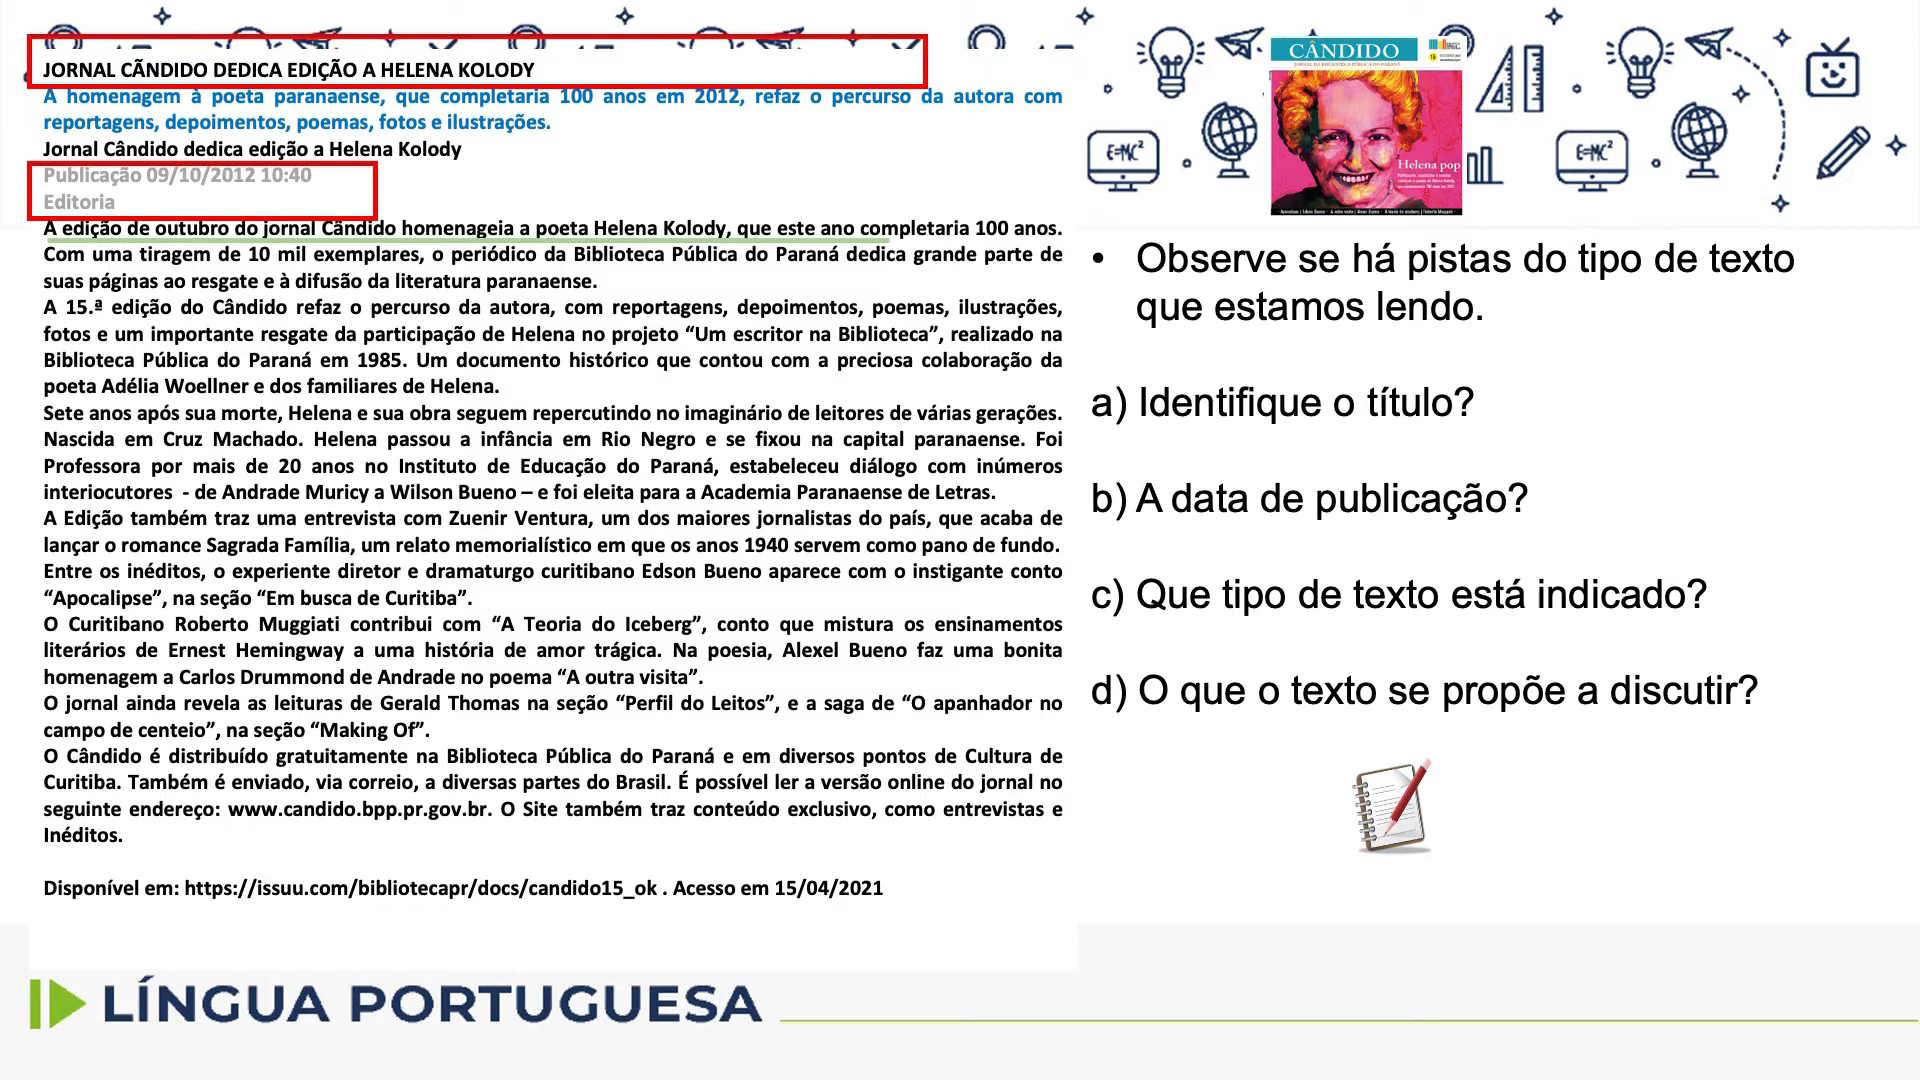 JORNAL CÃNDIDO DEDICA EDIÇÃO A HELENA KOLODY
A homenagem à poeta paranaense, que completaria 100 anos em 2012, refaz o percurso da autora com
reportagens, depoimentos, poemas, fotos e ilustrações.
Jornal Cândido dedica edição a Helena Kolody
Publicação 09/10/2012 10:40
Editoria
A edição de outubro do jornal Cândido homenageia a poeta Helena Kolody, que este ano completaria 100 anos.
Com uma tiragem de 10 mil exemplares, o periódico da Biblioteca Pública do Paraná dedica grande parte de
suas páginas ao resgate e à difusão da literatura paranaense.
A 15.ª edição do Cândido refaz o percurso da autora, com reportagens, depoimentos, poemas, ilustrações,
fotos e um importante resgate da participação de Helena no projeto “Um escritor na Biblioteca”, realizado na
Biblioteca Pública do Paraná em 1985. Um documento histórico que contou com a preciosa colaboração da
poeta Adélia Woellner e dos familiares de Helena.
Sete anos após sua morte, Helena e sua obra seguem repercutindo no imaginário de leitores de várias gerações.
Nascida em Cruz Machado. Helena passou a infância em Rio Negro e se fixou na capital paranaense. Foi
Professora por mais de 20 anos no Instituto de Educação do Paraná, estabeleceu diálogo com inúmeros
interiocutores - de Andrade Muricy a Wilson Bueno – e foi eleita para a Academia Paranaense de Letras.
A Edição também traz uma entrevista com Zuenir Ventura, um dos maiores jornalistas do país, que acaba de
lançar o romance Sagrada Família, um relato memorialístico em que os anos 1940 servem como pano de fundo.
Entre os inéditos, o experiente diretor e dramaturgo curitibano Edson Bueno aparece com o instigante conto
“Apocalipse”, na seção “Em busca de Curitiba”.
O Curitibano Roberto Muggiati contribui com “A Teoria do Iceberg”, conto que mistura os ensinamentos
literários de Ernest Hemingway a uma história de amor trágica. Na poesia, Alexel Bueno faz uma bonita
homenagem a Carlos Drummond de Andrade no poema “A outra visita”.
O jornal ainda revela as leituras de Gerald Thomas na seção “Perfil do Leitos”, e a saga de “O apanhador no
campo de centeio”, na seção “Making Of”.
O Cândido é distribuído gratuitamente na Biblioteca Pública do Paraná e em diversos pontos de Cultura de
Curitiba. Também é enviado, via correio, a diversas partes do Brasil. É possível ler a versão online do jornal no
seguinte endereço: www.candido.bpp.pr.gov.br. O Site também traz conteúdo exclusivo, como entrevistas e
Inéditos.
Disponível em: https://issuu.com/bibliotecapr/docs/candido15_ok . Acesso em 15/04/2021
CÂNDIDO
JORNAL DA BIBLIOTECA PÚBLICA DO PARANÁ
Helena pop
E=MC²
E=MC²
• Observe se há pistas do tipo de texto
que estamos lendo.
a) Identifique o título?
b) A data de publicação?
c) Que tipo de texto está indicado?
d) O que o texto se propõe a discutir?
LÍNGUA PORTUGUESA